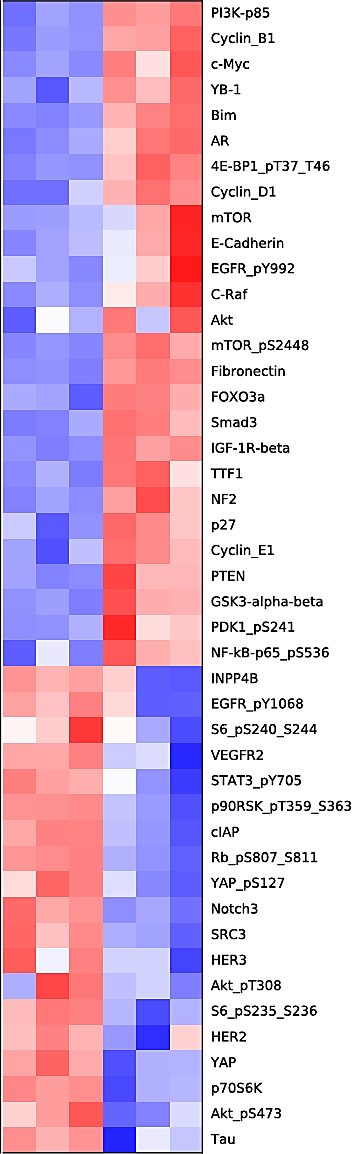 PI3K-p85
Cyclin_B1
c-Myc
YB-1
Bim
AR
4E-BP1_pT37_T46
Cyclin_D1
mTOR
E-Cadherin
EGFR_pY992
C-Raf
Akt
mTOR_pS2448
Fibronectin
FOXO3a
Smad3
IGF-1R-beta
TTF1
NF2
p27
Cyclin_E1
PTEN
GSK3-alpha-beta
PDK1_pS241
NF-kB-p65_pS536
INPP4B
EGFR_pY1068
S6_pS240_S244
VEGFR2
STAT3_pY705
p90RSK_pT359_S363
cIAP
Rb_pS807_S811
YAP_pS127
Notch3
SRC3
HER3
Akt_pT308
S6_pS235_S236
HER2
YAP
p70S6K
Akt_pS473
Tau